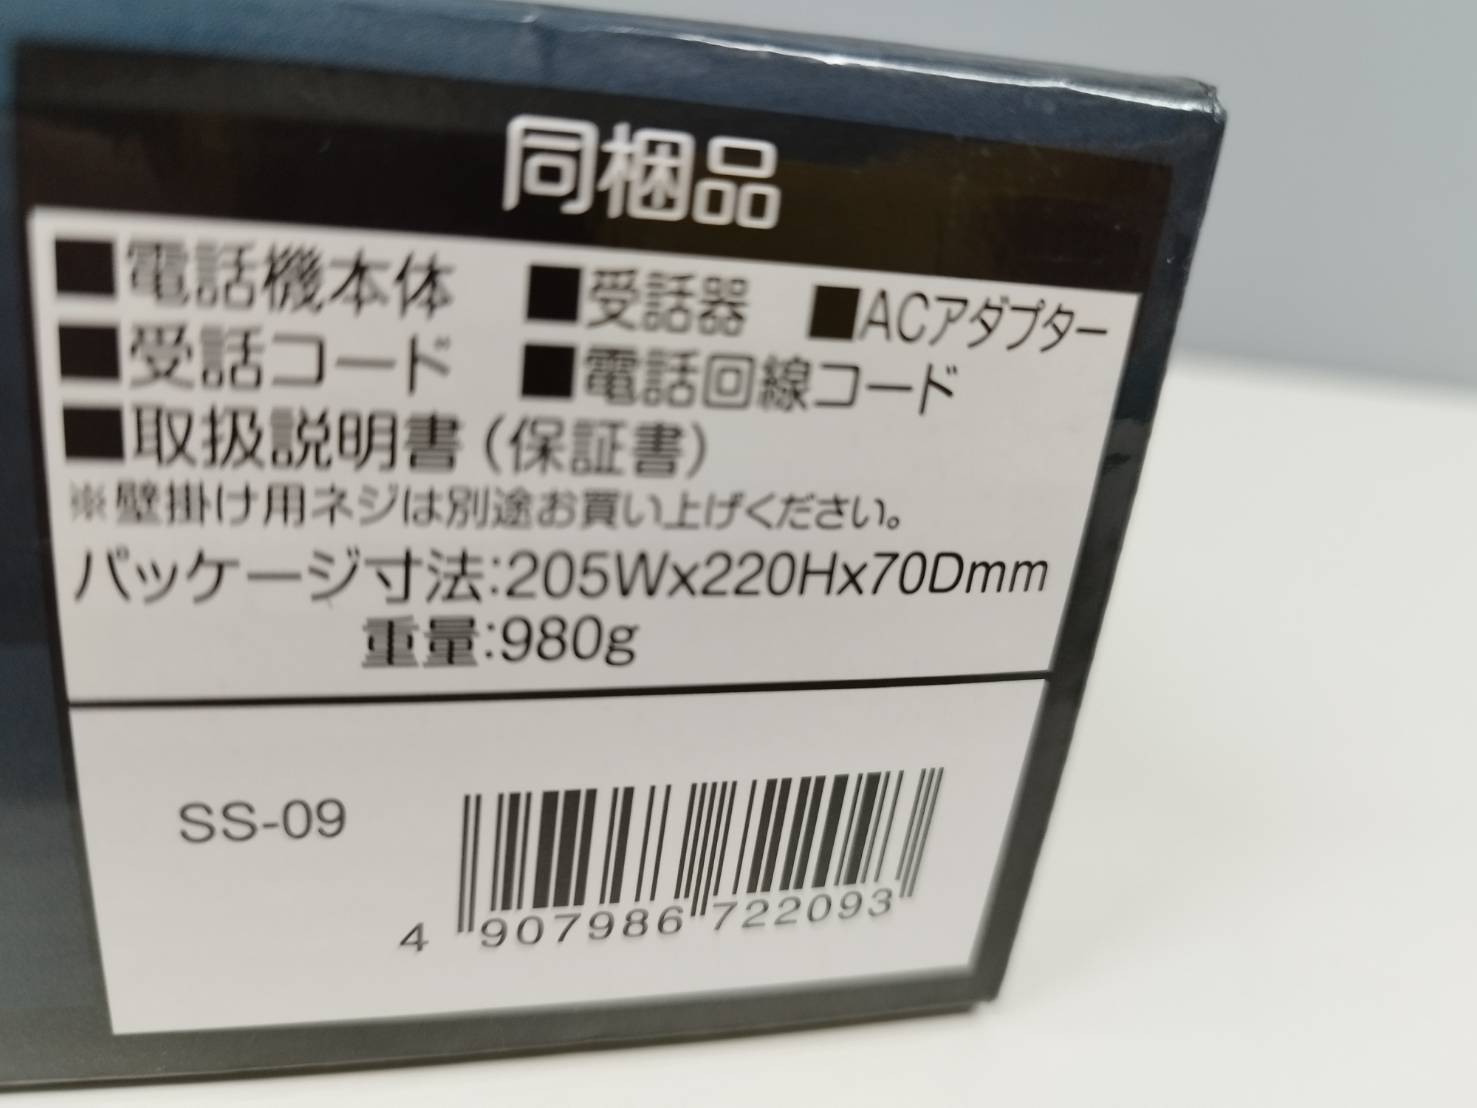 同梱品
■電話機本体 ■受話器 ■ACアダプター
■受話コード ■電話回線コード
■取扱説明書(保証書)
※壁掛け用ネジは別途お買い上げください。
パッケージ寸法:205Wx220Hx70Dmm
重量:980g
SS-09
4 907986 722093